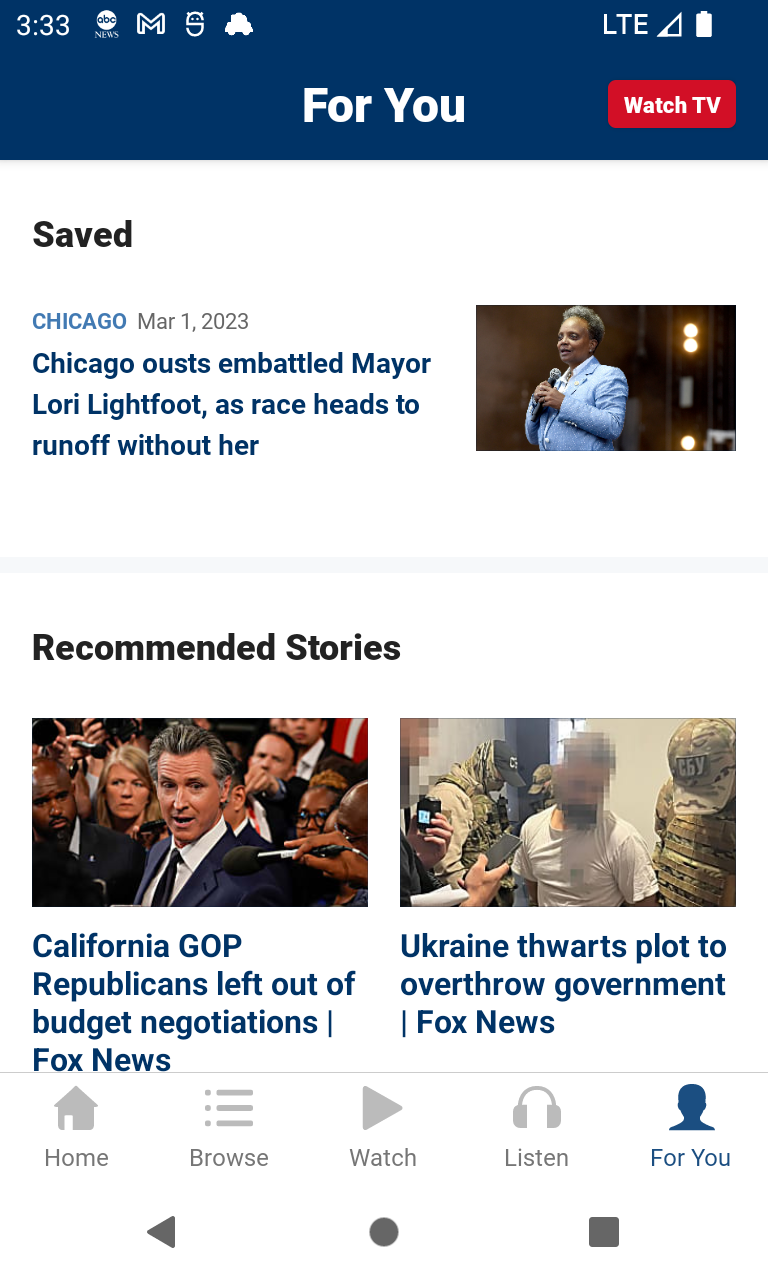 3:33
abc
NEWS
LTE
For You
Watch TV
Saved
CHICAGO Mar 1, 2023
Chicago ousts embattled Mayor
Lori Lightfoot, as race heads to
runoff without her
Recommended Stories
СБУ
California GOP
Republicans left out of
budget negotiations |
Fox News
Ukraine thwarts plot to
overthrow government
| Fox News
Home
Browse
Watch
Listen
For You